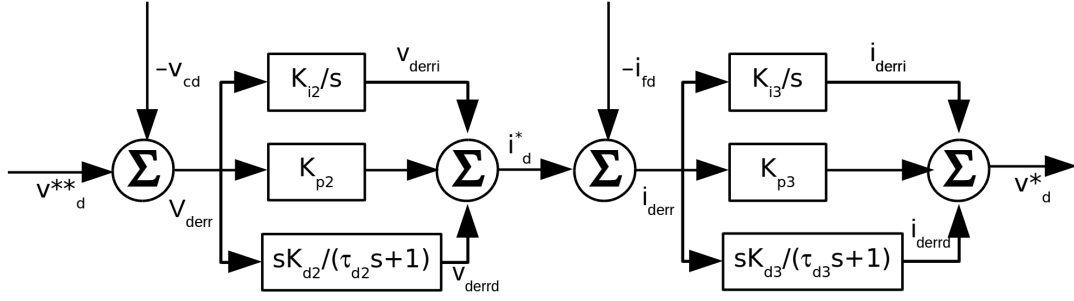 –v_cd
K_i2/s
v_derri
–i_fd
K_i3/s
i_derri
v**_d
Σ
V_derr
K_p2
Σ
i*_d
Σ
i_derr
K_p3
Σ
v*_d
sK_d2/(τ_d2s+1)
v_derrd
sK_d3/(τ_d3s+1)
i_derrd